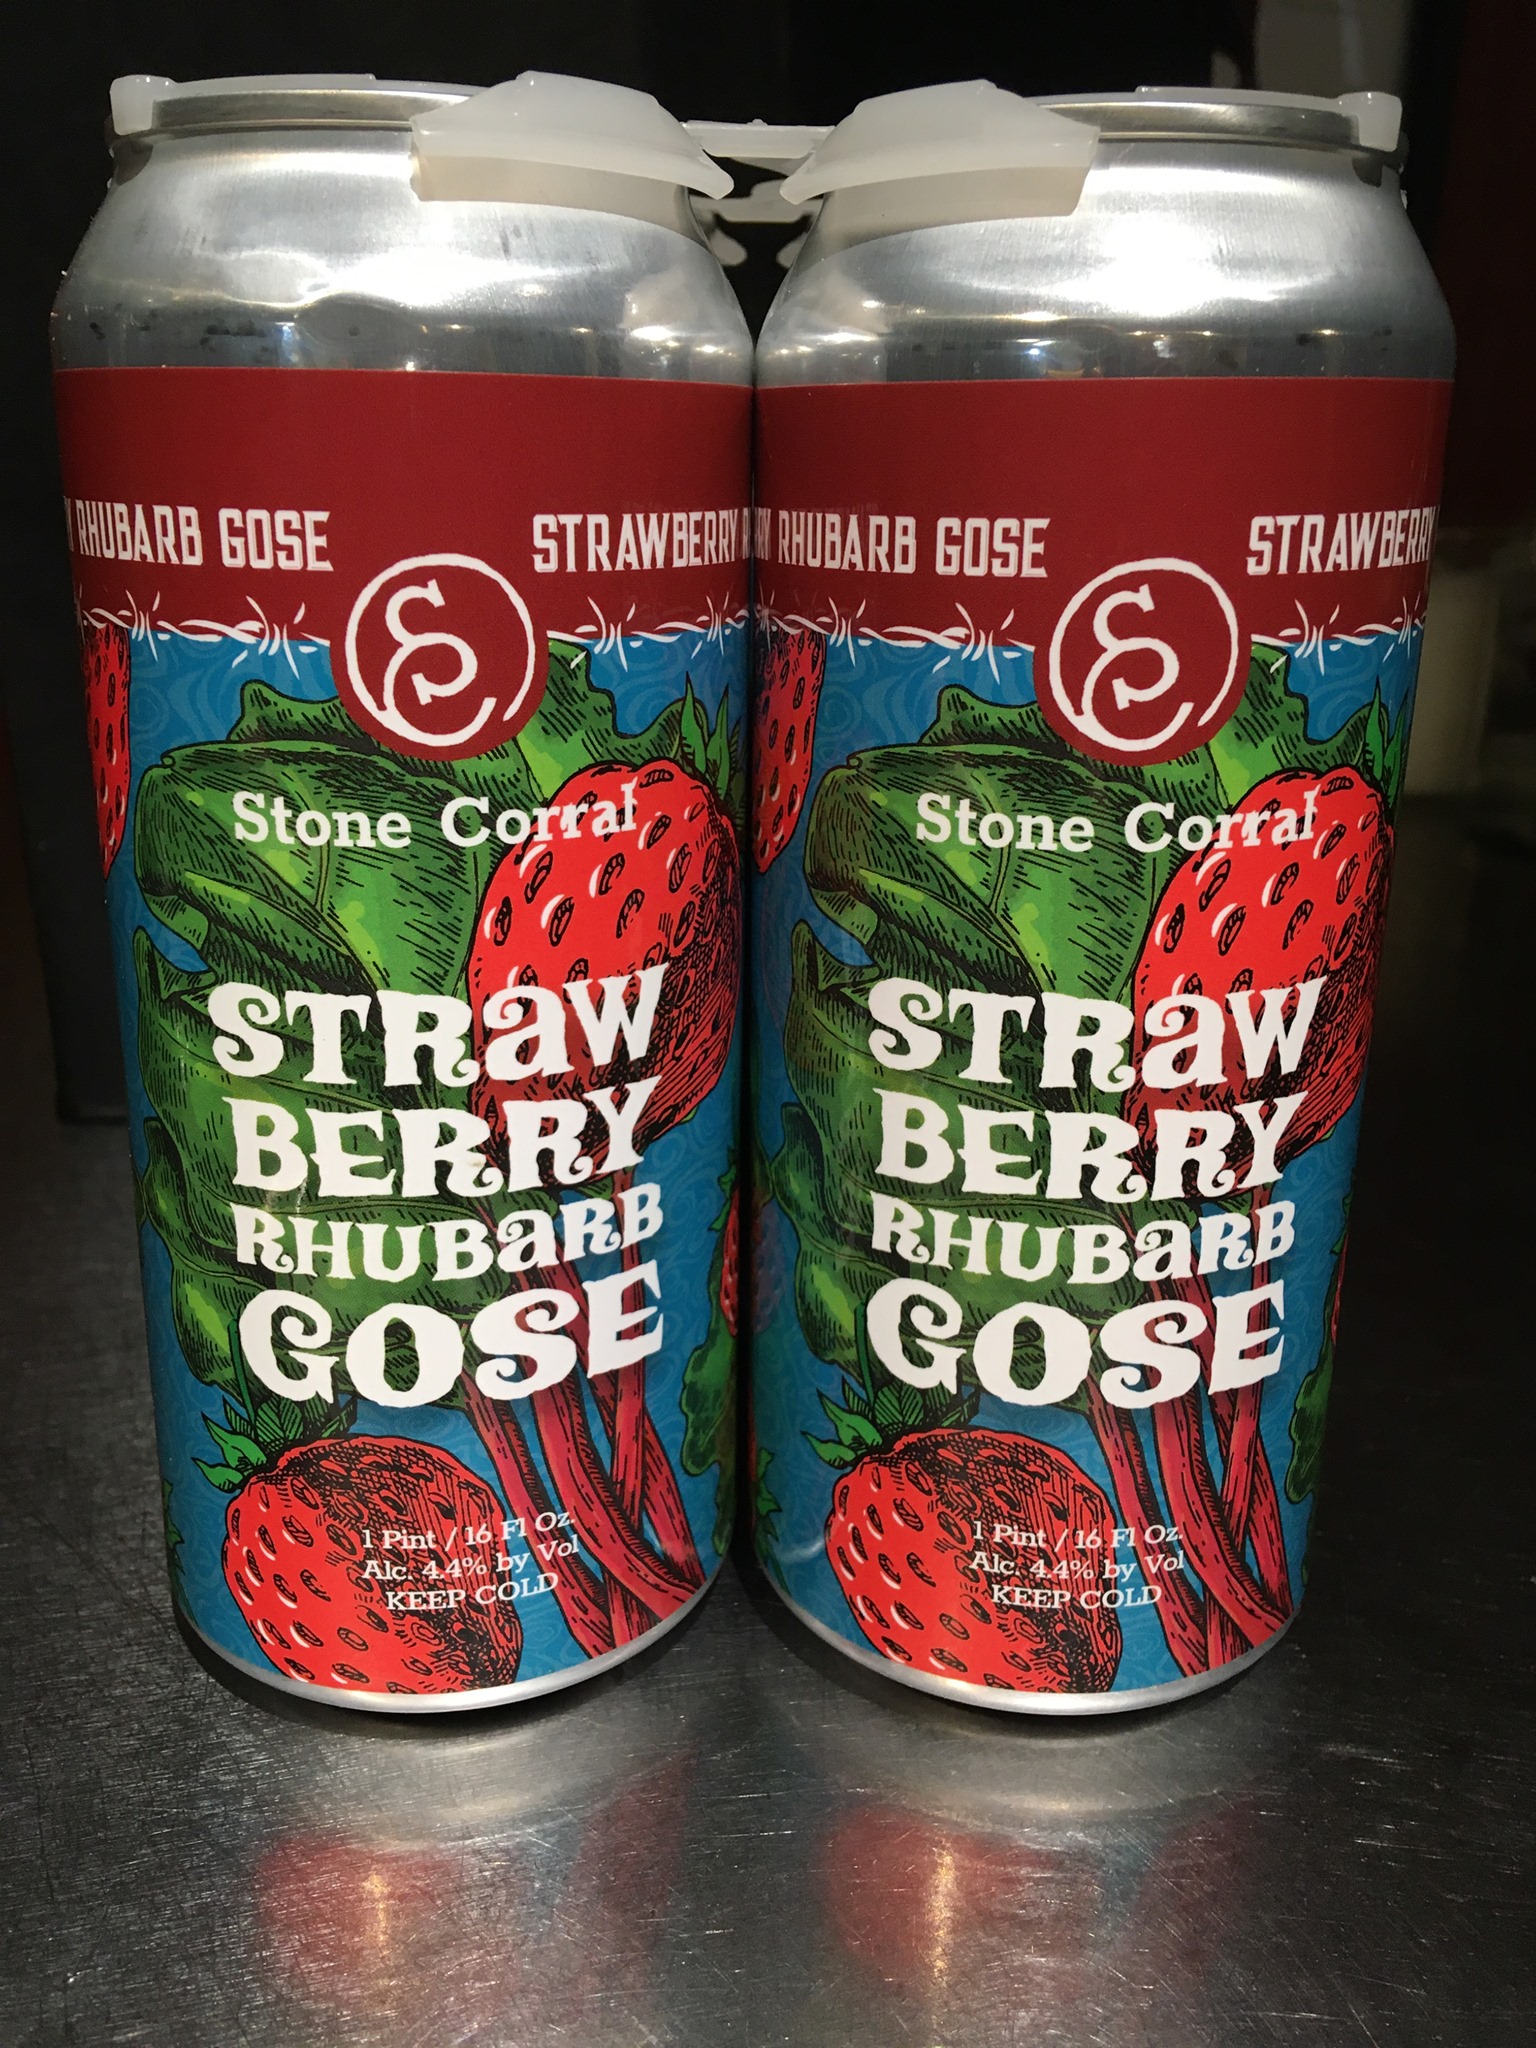 RHUBARB GOSE
STRAWBERRY
SC
Stone Corral
STRAW
BERRY
RHUBARB
GOSE
1 Pint / 16 Fl Oz.
Alc. 4.4% by Vol
KEEP COLD
RHUBARB GOSE
STRAWBERRY
SC
Stone Corral
STRAW
BERRY
RHUBARB
GOSE
1 Pint / 16 Fl Oz.
Alc. 4.4% by Vol
KEEP COLD